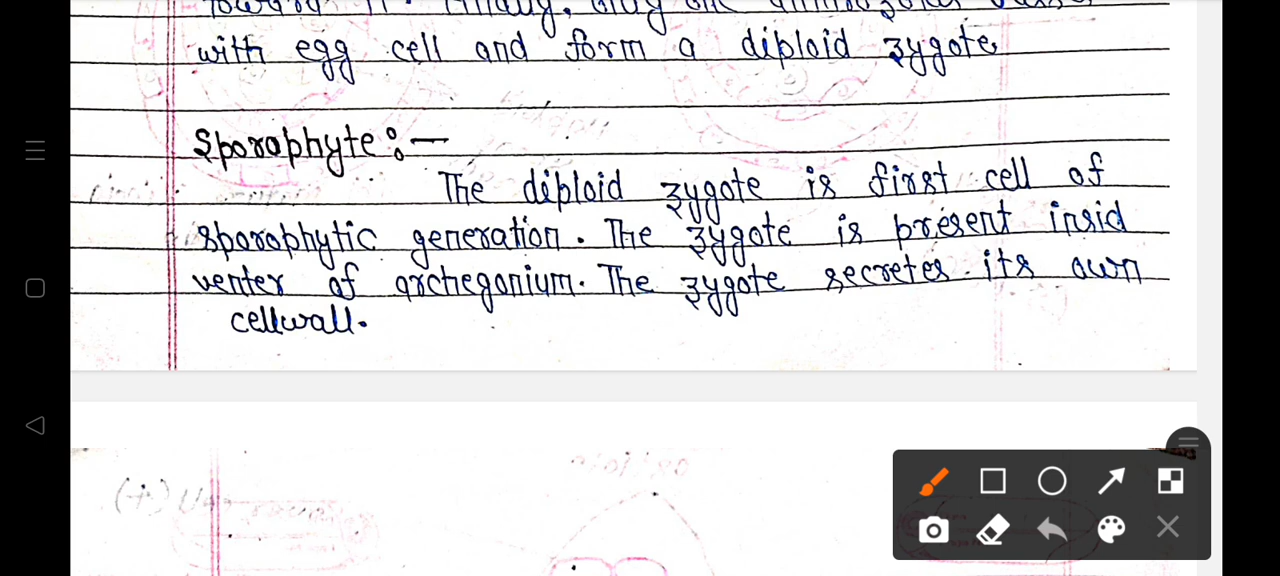 with egg cell and form a diploid zygote.
Sporophyte:—
The diploid zygote is first cell of
sporophytic generation. The zygote is present insid
venter of archegonium. The zygote secretes its own
cellwall.